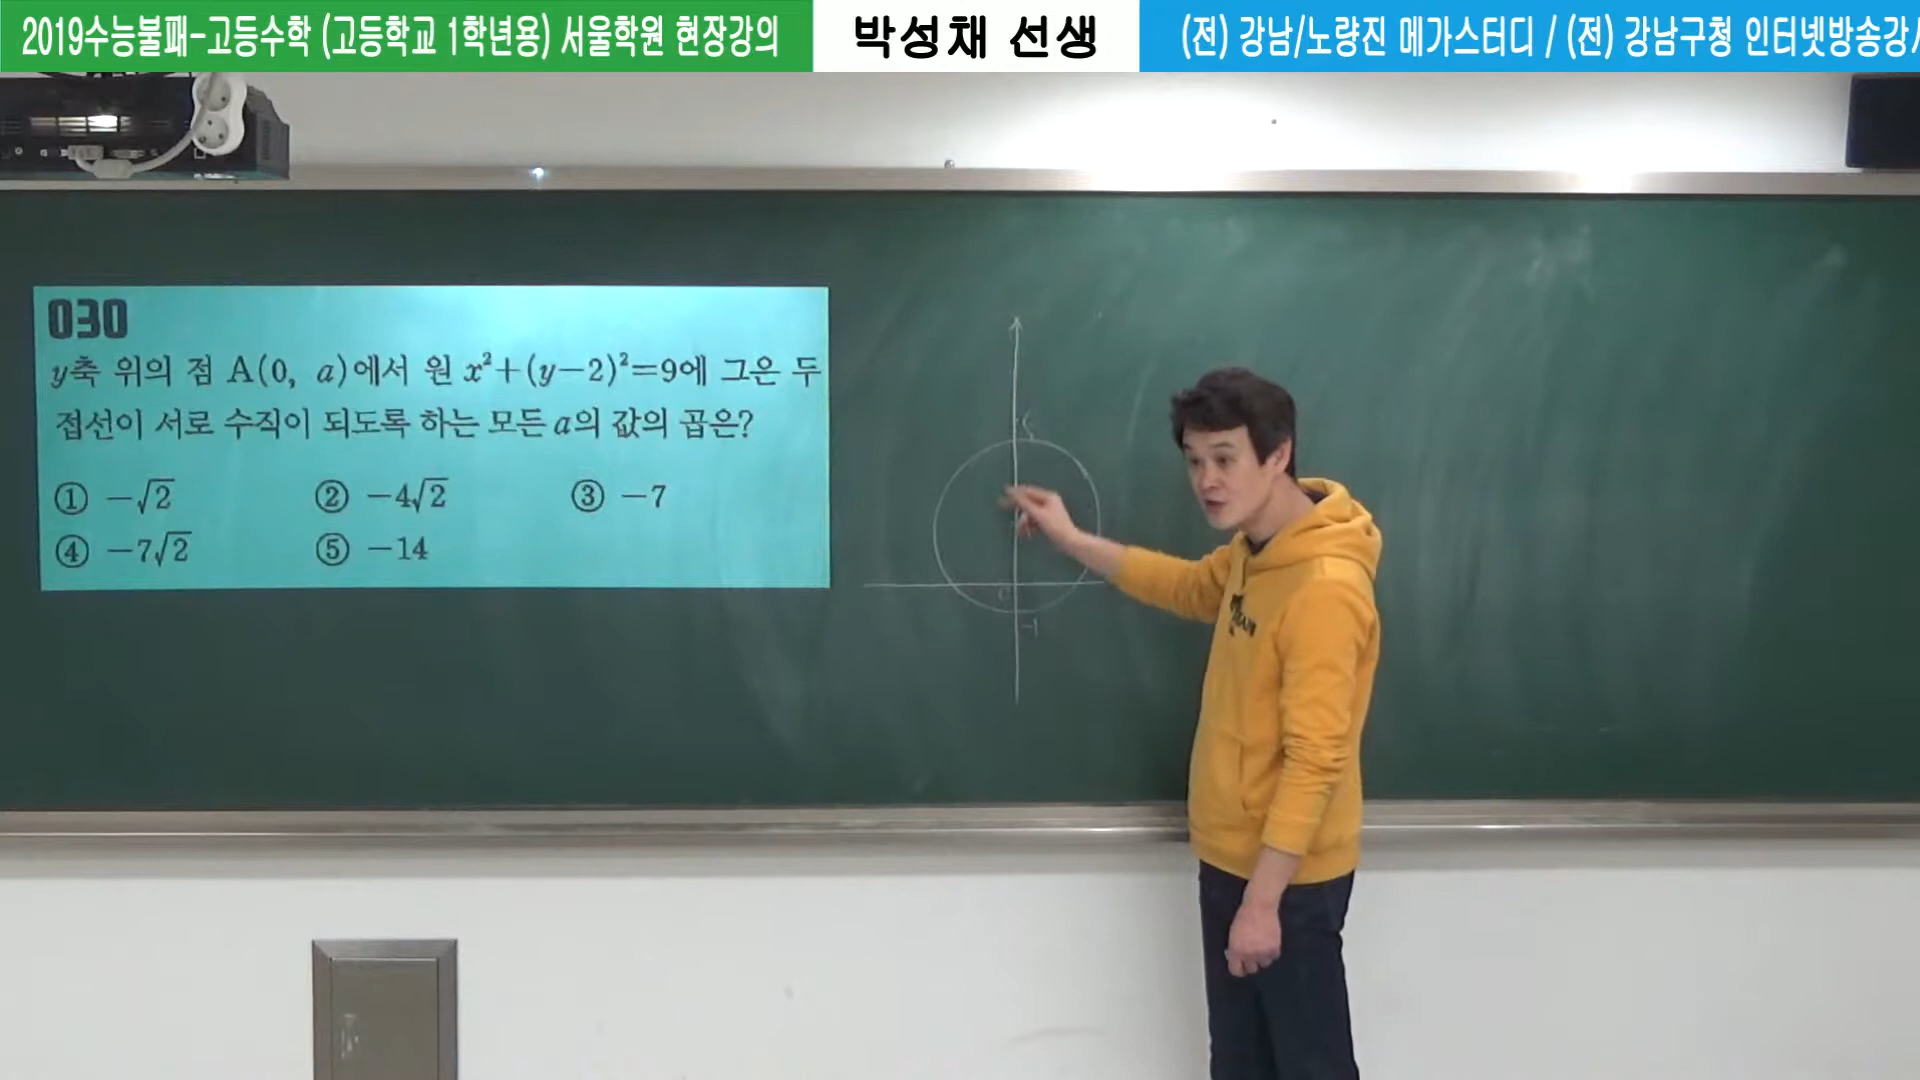 2019수능불패-고등수학 (고등학교 1학년용) 서울학원 현장강의
박성채 선생
(전) 강남/노량진 메가스터디 / (전) 강남구청 인터넷방송강사
030
y축 위의 점 A(0, a)에서 원 x²+(y−2)²=9에 그은 두
접선이 서로 수직이 되도록 하는 모든 a의 값의 곱은?
① −√2 ② −4√2 ③ −7
④ −7√2 ⑤ −14
5
0
-1